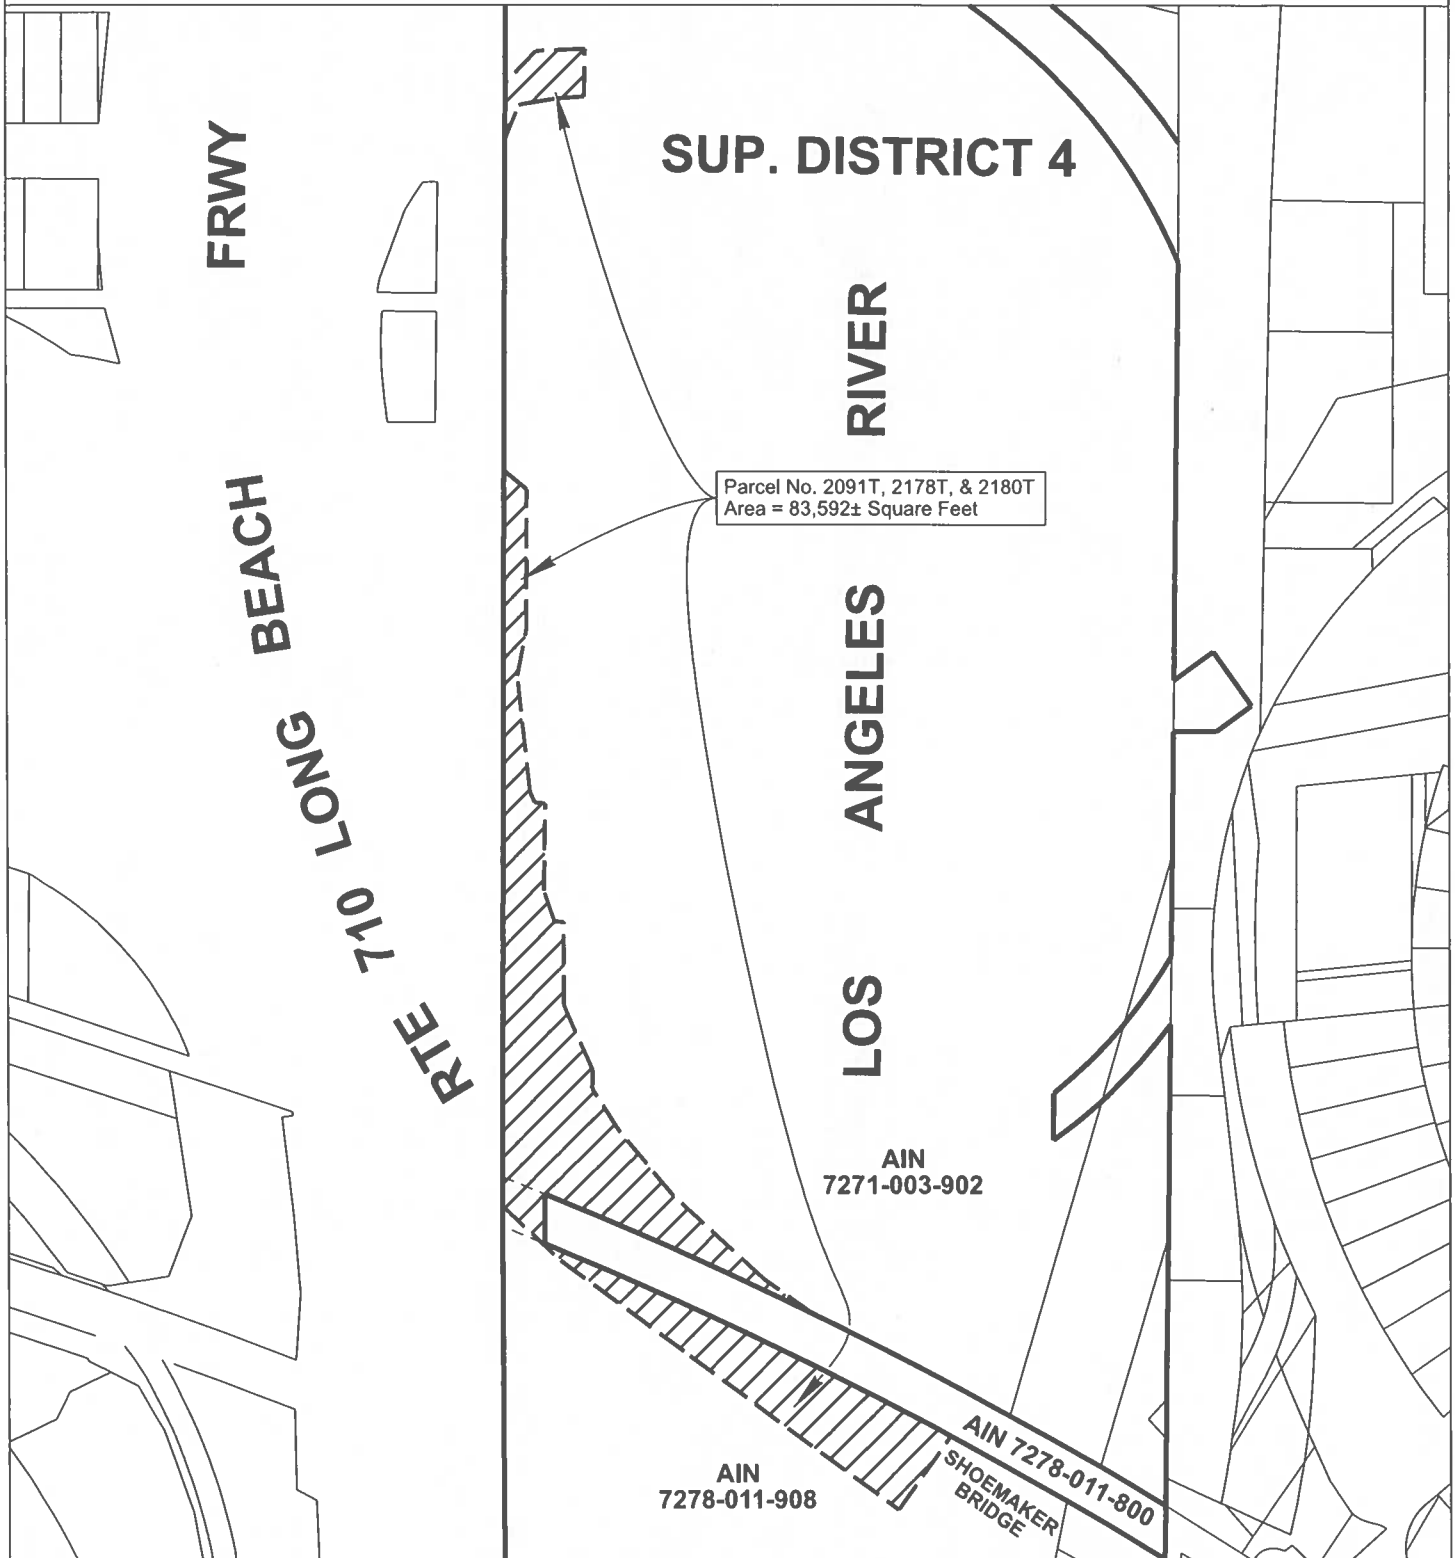 SUP. DISTRICT 4
RTE 710 LONG BEACH FRWY
LOS ANGELES RIVER
Parcel No. 2091T, 2178T, & 2180T
Area = 83,592± Square Feet
AIN
7271-003-902
AIN 7278-011-800
SHOEMAKER
BRIDGE
AIN
7278-011-908